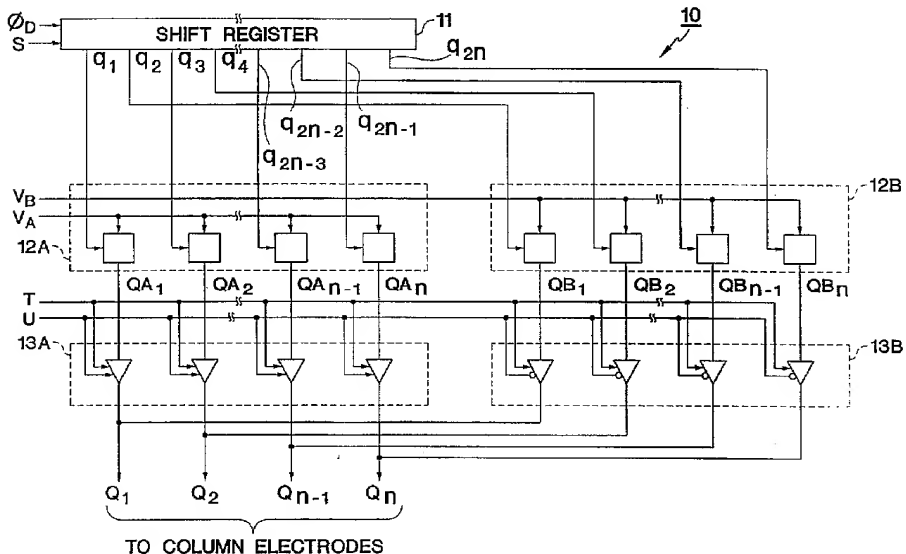 11
10
ØD
S
SHIFT REGISTER
q1 q2 q3 q4
q2n-2
q2n-1
q2n
q2n-3
VB
VA
12A
12B
QA1 QA2 QAn-1 QAn QB1 QB2 QBn-1 QBn
T
U
13A
13B
Q1 Q2 Qn-1 Qn
TO COLUMN ELECTRODES